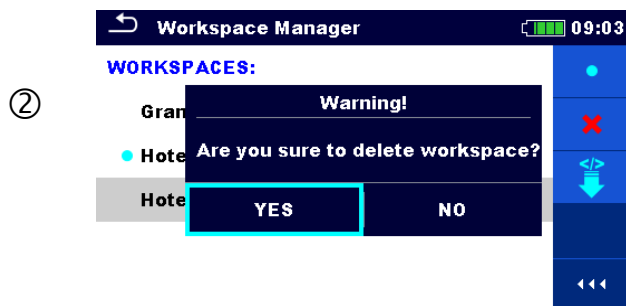 Workspace Manager 09:03
WORKSPACES:
②
Gran
Warning!
Hote
Are you sure to delete workspace?
</>
Hote
YES
NO